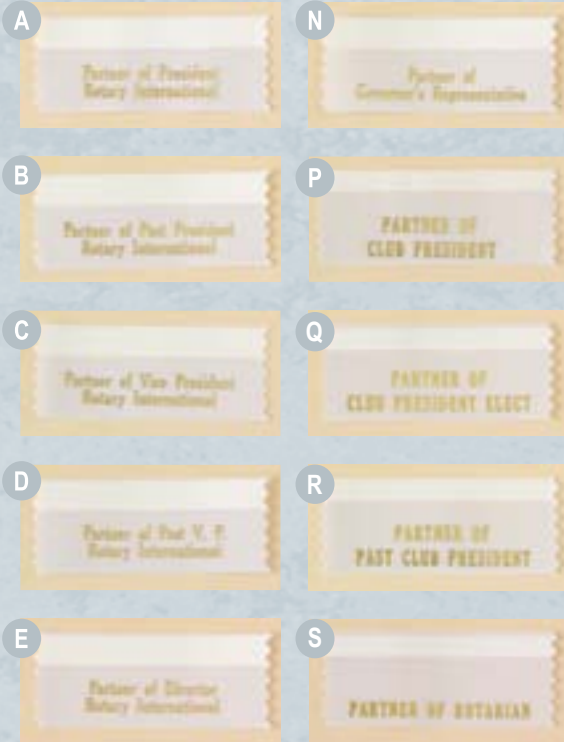 A
Partner of President
Rotary International
B
Partner of Past President
Rotary International
C
Partner of Vice President
Rotary International
D
Partner of Past V. P.
Rotary International
E
Partner of Director
Rotary International
N
Partner of
Governor's Representative
P
PARTNER OF
CLUB PRESIDENT
Q
PARTNER OF
CLUB PRESIDENT ELECT
R
PARTNER OF
PAST CLUB PRESIDENT
S
PARTNER OF ROTARIAN